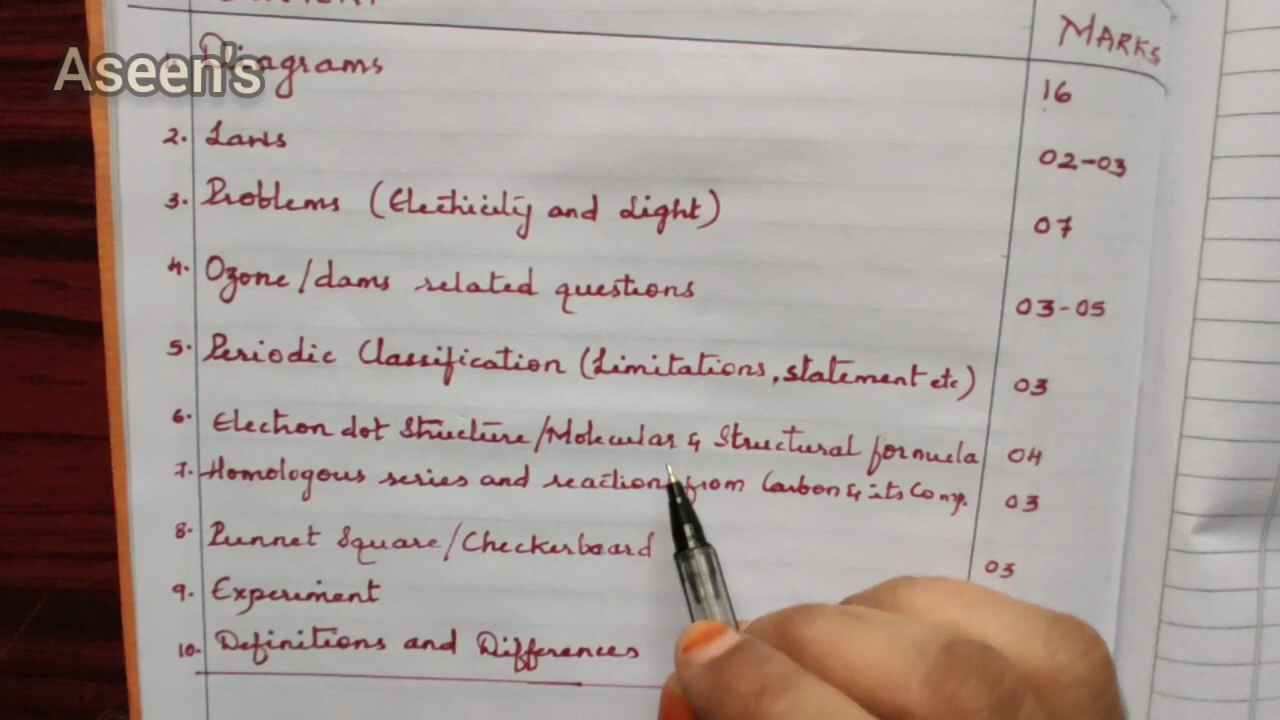 MARKS
Aseen's
Diagrams 16
2. Laws 02-03
3. Problems (Electricity and Light) 07
4. Ozone/dams related questions 03-05
5. Periodic Classification (Limitations, statement etc) 03
6. Electron dot structure/Molecular & Structural formula 04
7. Homologous series and reaction from Carbon & its Comp. 03
8. Punnet Square/Checkerboard 03
9. Experiment
10. Definitions and Differences